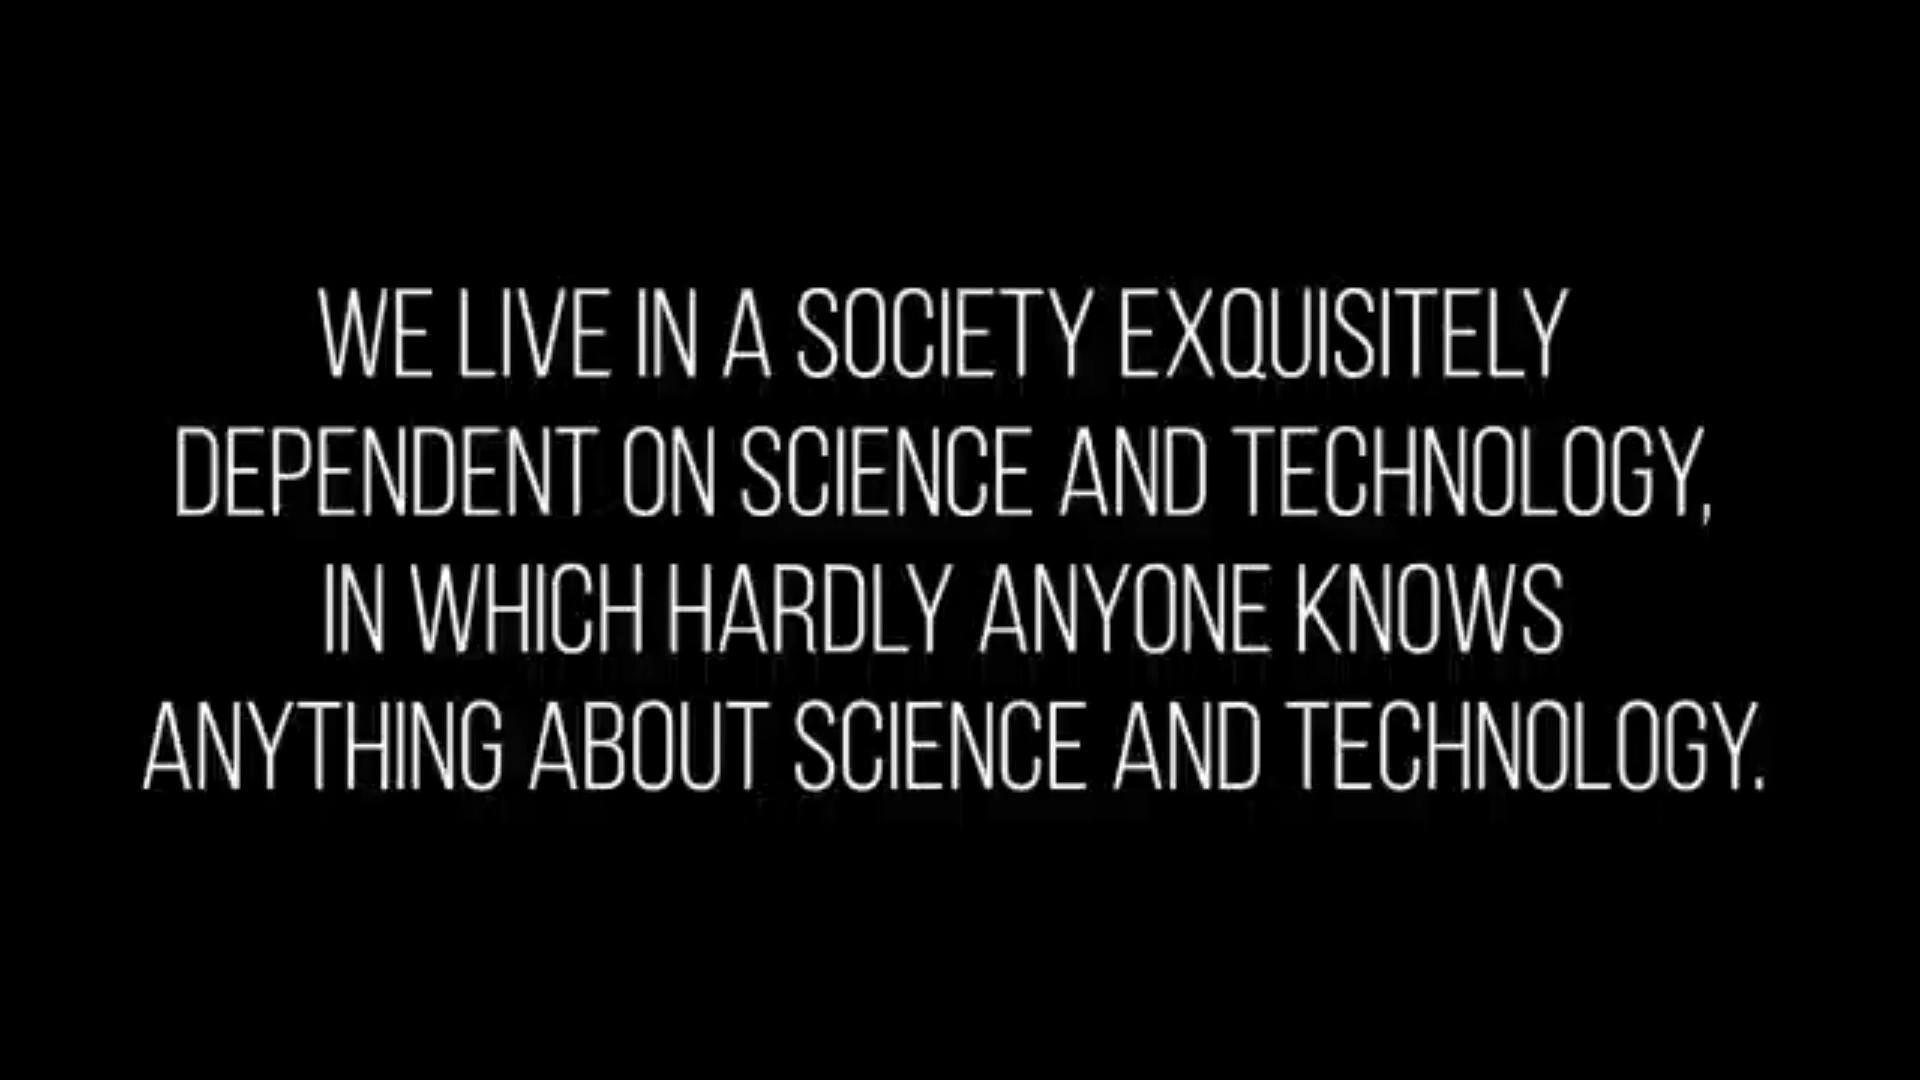 WE LIVE IN A SOCIETY EXQUISITELY
DEPENDENT ON SCIENCE AND TECHNOLOGY,
IN WHICH HARDLY ANYONE KNOWS
ANYTHING ABOUT SCIENCE AND TECHNOLOGY.